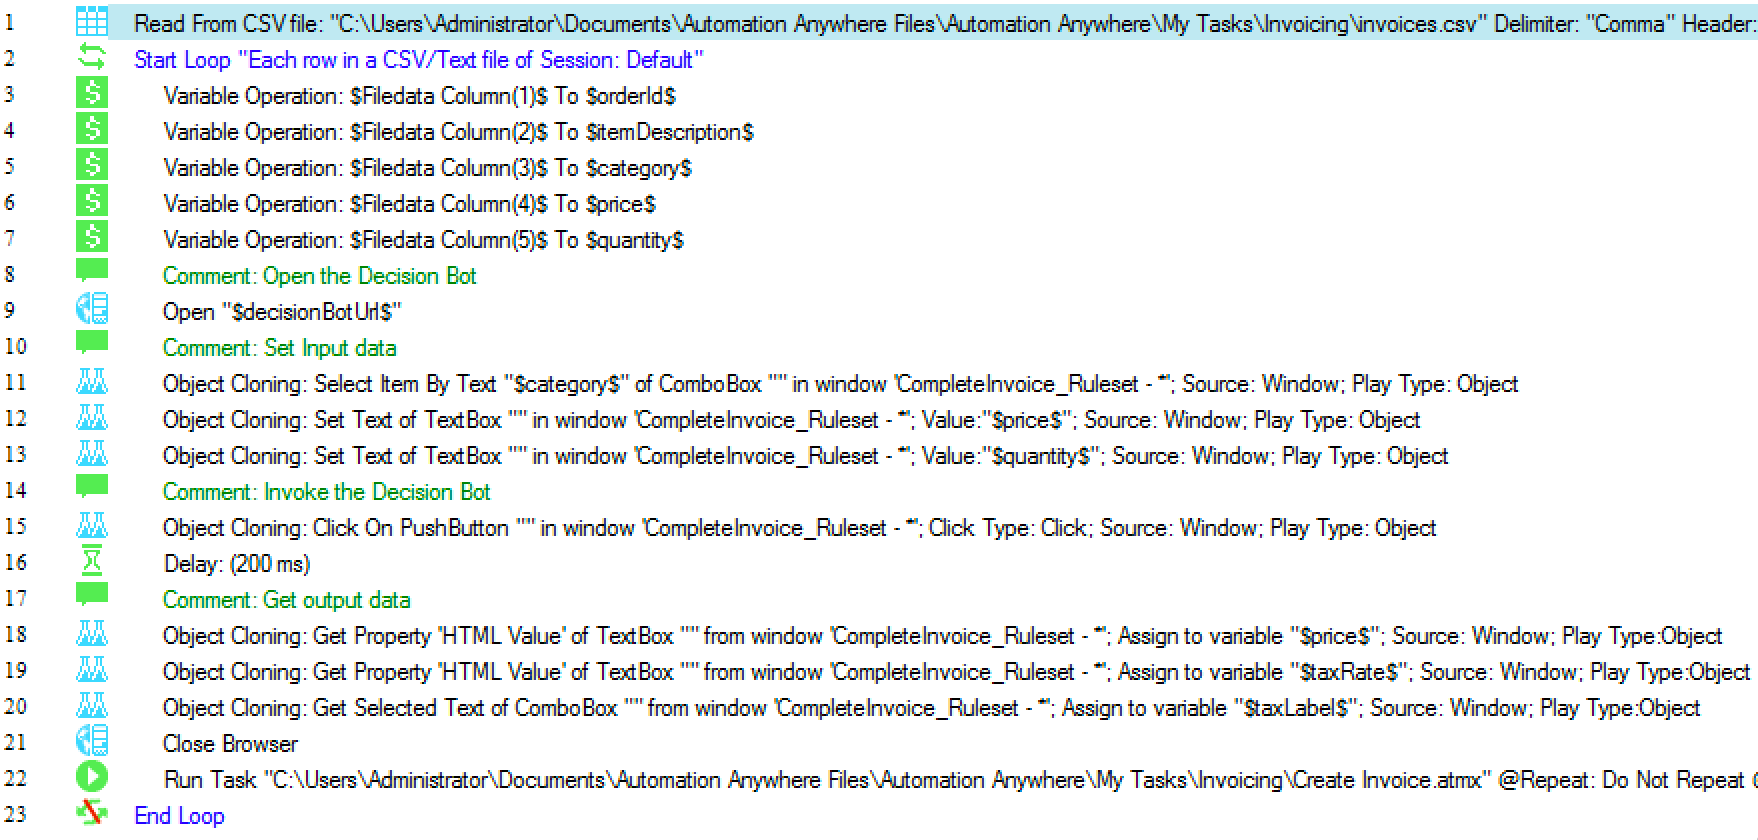 1 Read From CSV file: "C:\Users\Administrator\Documents\Automation Anywhere Files\Automation Anywhere\My Tasks\Invoicing\invoices.csv" Delimiter: "Comma" Header:
2 Start Loop "Each row in a CSV/Text file of Session: Default"
3 Variable Operation: $Filedata Column(1)$ To $orderId$
4 Variable Operation: $Filedata Column(2)$ To $itemDescription$
5 Variable Operation: $Filedata Column(3)$ To $category$
6 Variable Operation: $Filedata Column(4)$ To $price$
7 Variable Operation: $Filedata Column(5)$ To $quantity$
8 Comment: Open the Decision Bot
9 Open "$decisionBotUrl$"
10 Comment: Set Input data
11 Object Cloning: Select Item By Text "$category$" of ComboBox "" in window 'CompleteInvoice_Ruleset - *'; Source: Window; Play Type: Object
12 Object Cloning: Set Text of TextBox "" in window 'CompleteInvoice_Ruleset - *'; Value:"$price$"; Source: Window; Play Type: Object
13 Object Cloning: Set Text of TextBox "" in window 'CompleteInvoice_Ruleset - *'; Value:"$quantity$"; Source: Window; Play Type: Object
14 Comment: Invoke the Decision Bot
15 Object Cloning: Click On PushButton "" in window 'CompleteInvoice_Ruleset - *'; Click Type: Click; Source: Window; Play Type: Object
16 Delay: (200 ms)
17 Comment: Get output data
18 Object Cloning: Get Property 'HTML Value' of TextBox "" from window 'CompleteInvoice_Ruleset - *'; Assign to variable "$price$"; Source: Window; Play Type:Object
19 Object Cloning: Get Property 'HTML Value' of TextBox "" from window 'CompleteInvoice_Ruleset - *'; Assign to variable "$taxRate$"; Source: Window; Play Type:Object
20 Object Cloning: Get Selected Text of ComboBox "" from window 'CompleteInvoice_Ruleset - *'; Assign to variable "$taxLabel$"; Source: Window; Play Type:Object
21 Close Browser
22 Run Task "C:\Users\Administrator\Documents\Automation Anywhere Files\Automation Anywhere\My Tasks\Invoicing\Create Invoice.atmx" @Repeat: Do Not Repeat
23 End Loop